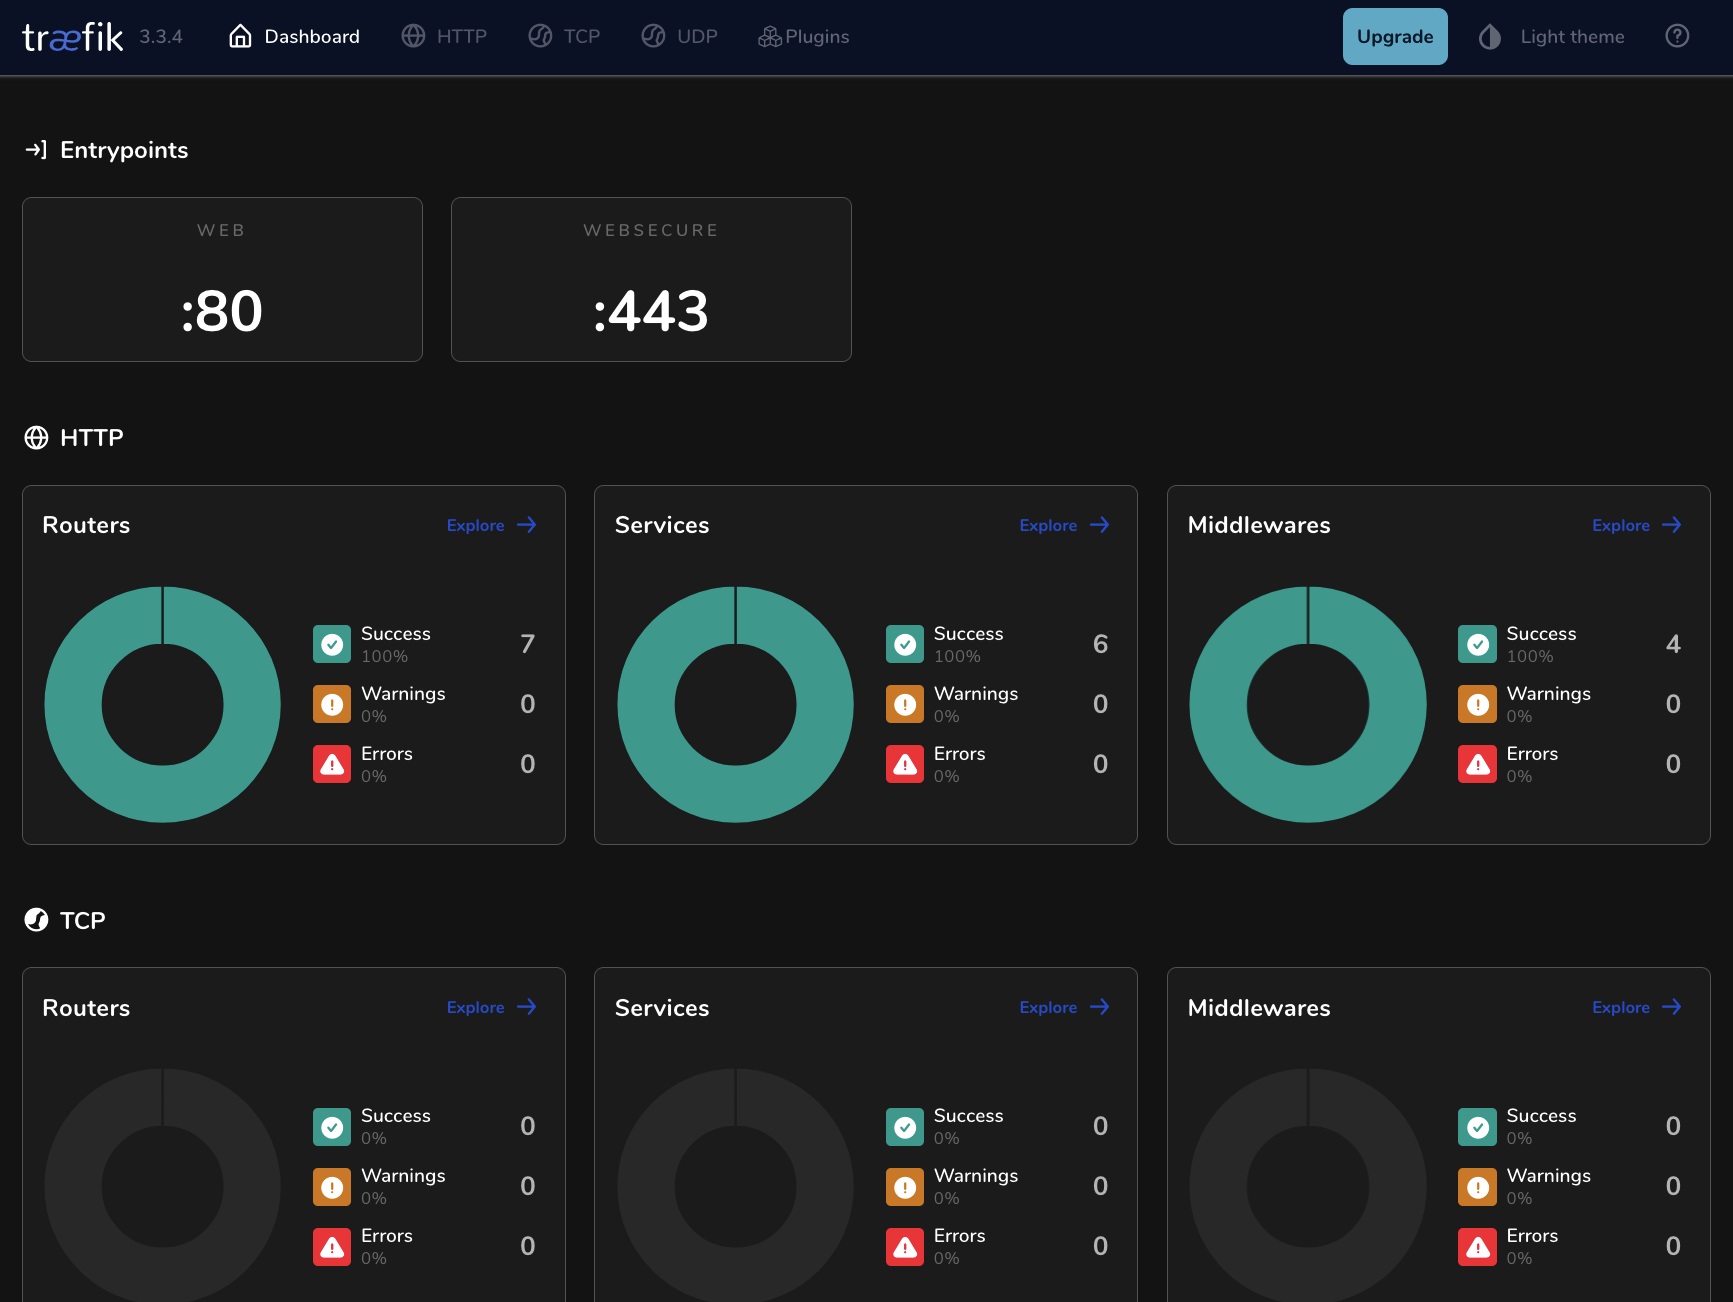 træfik 3.3.4 Dashboard HTTP TCP UDP Plugins Upgrade Light theme
Entrypoints
WEB
:80
WEBSECURE
:443
HTTP
Routers Explore
Success 7
100%
Warnings 0
0%
Errors 0
0%
Services Explore
Success 6
100%
Warnings 0
0%
Errors 0
0%
Middlewares Explore
Success 4
100%
Warnings 0
0%
Errors 0
0%
TCP
Routers Explore
Success 0
0%
Warnings 0
0%
Errors 0
0%
Services Explore
Success 0
0%
Warnings 0
0%
Errors 0
0%
Middlewares Explore
Success 0
0%
Warnings 0
0%
Errors 0
0%